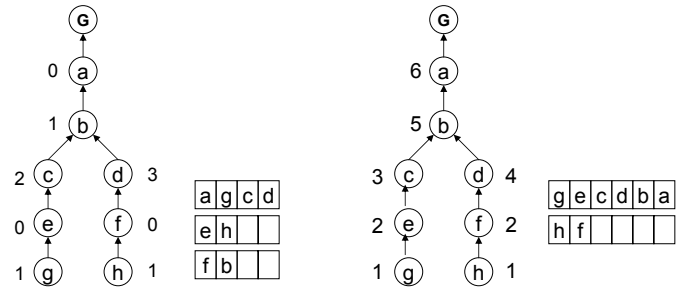 G
0 a
1 b
2 c d 3
0 e f 0
1 g h 1
a g c d
e h
f b
G
6 a
5 b
3 c d 4
2 e f 2
1 g h 1
g e c d b a
h f